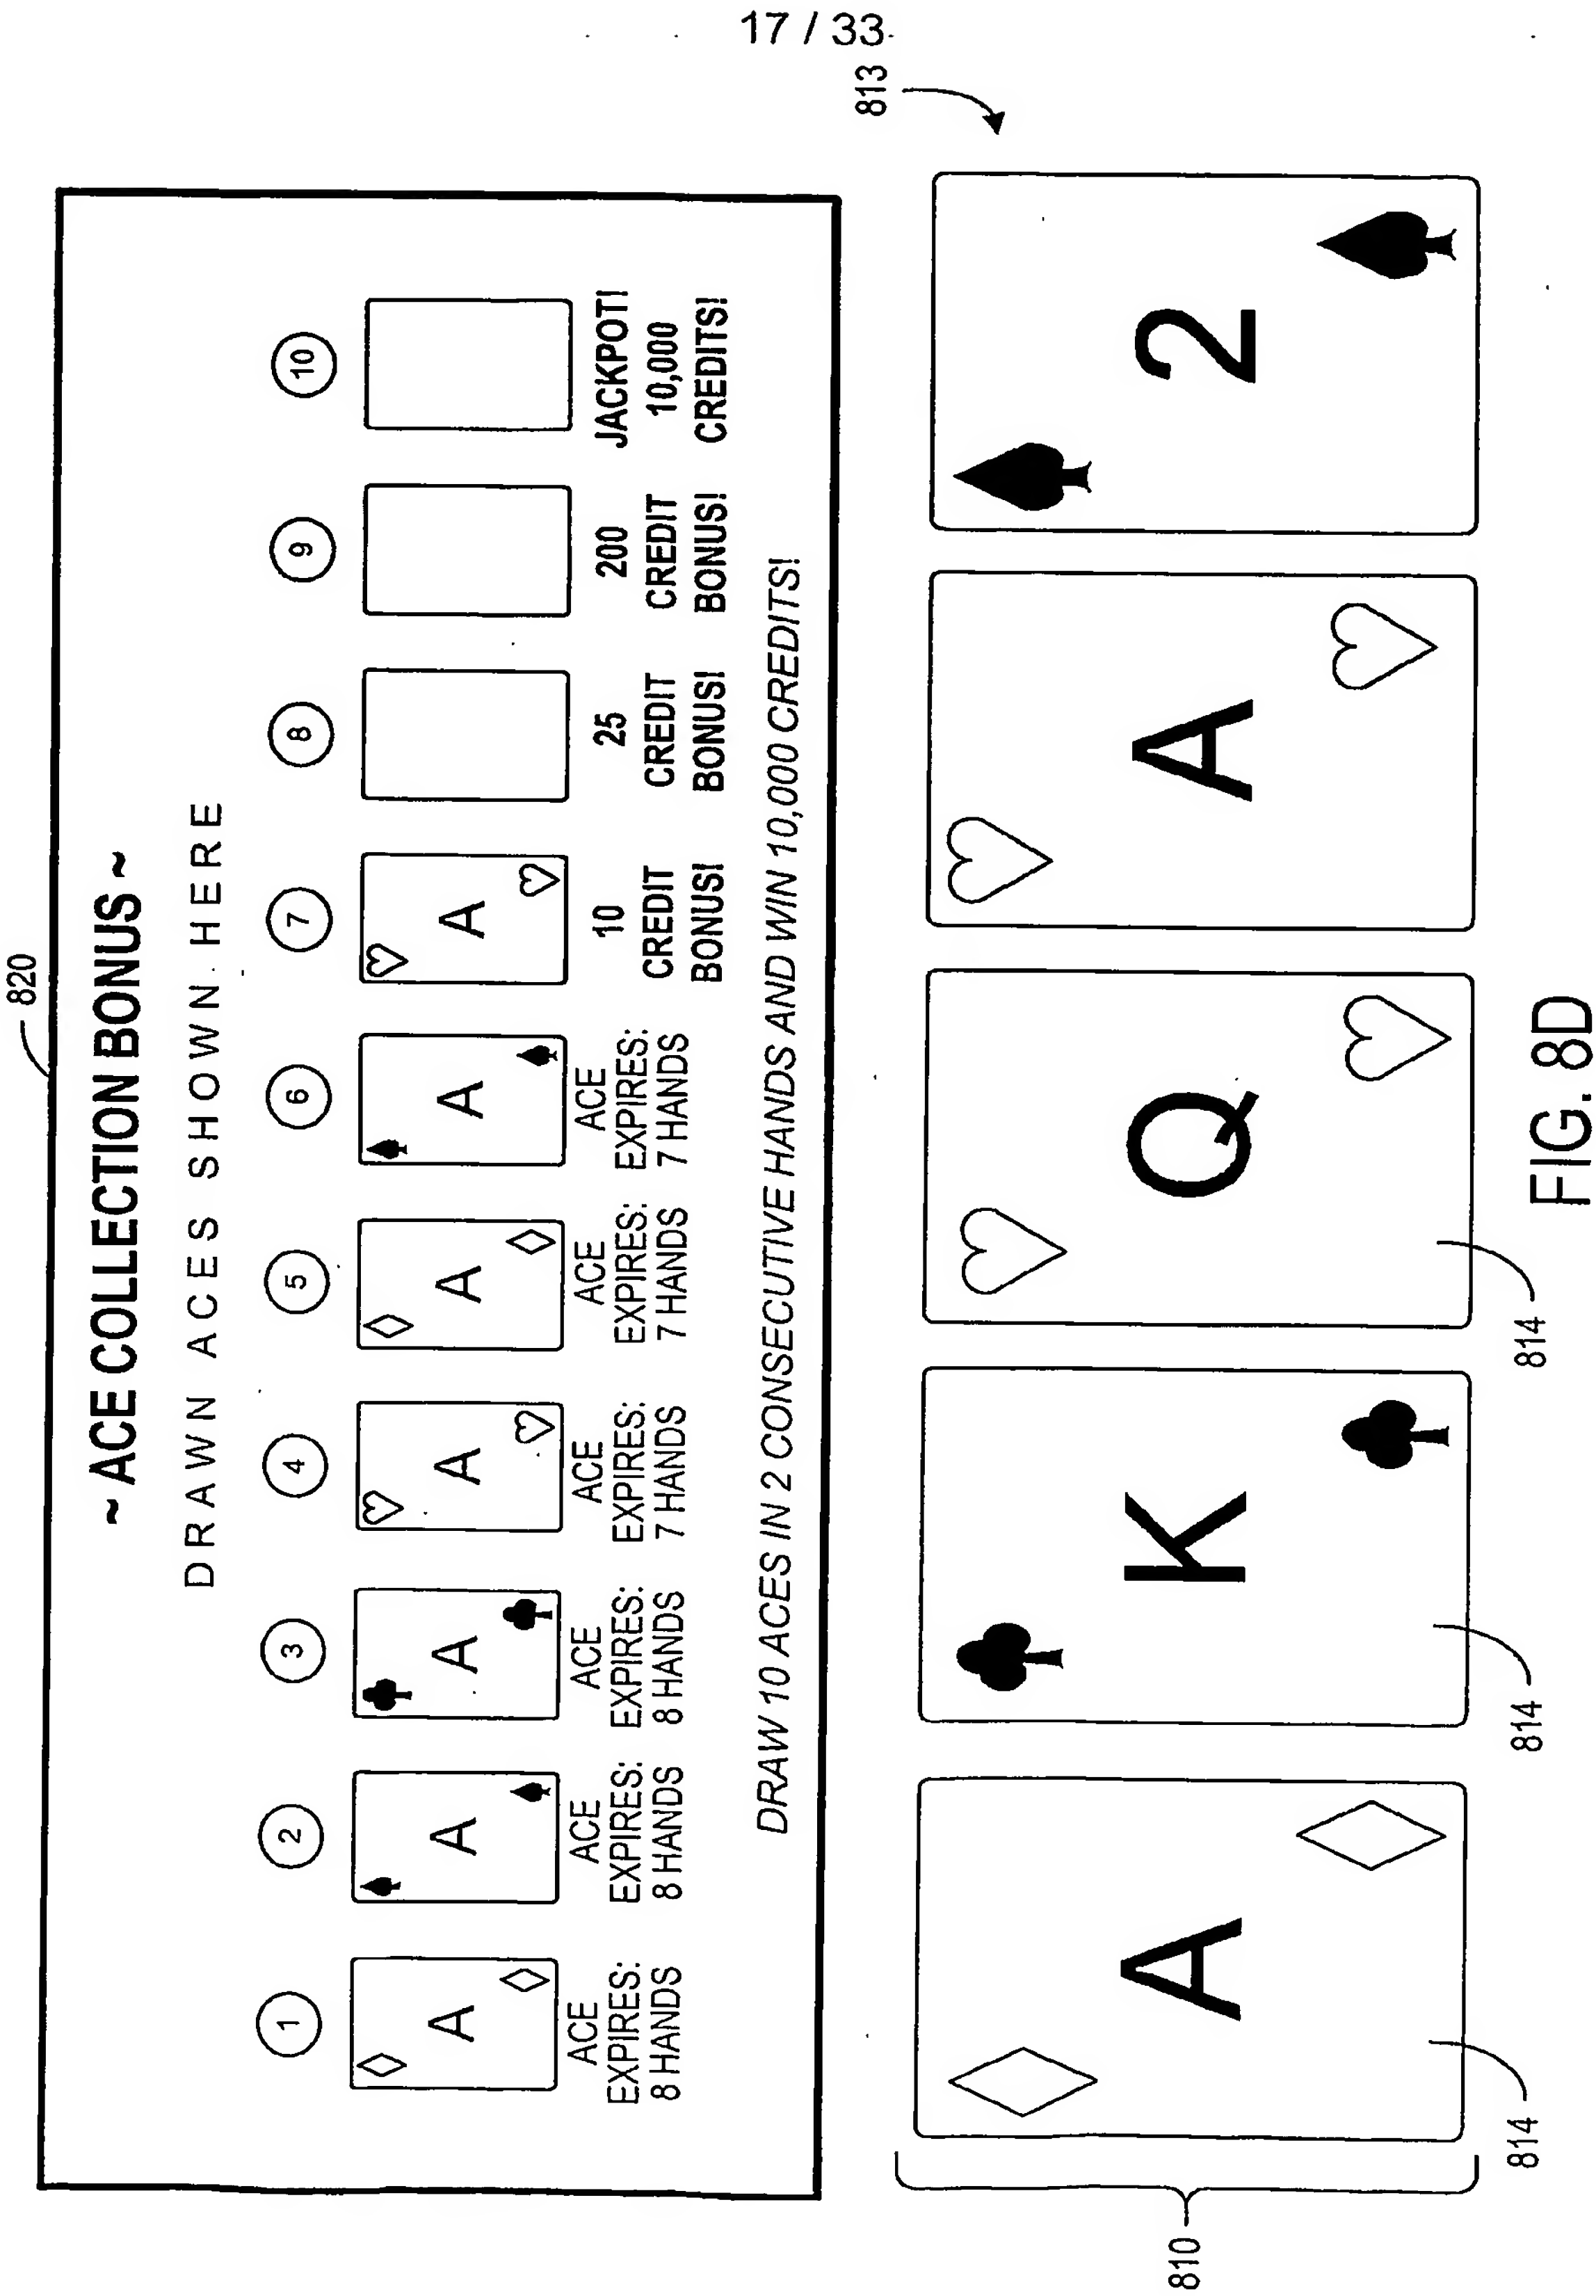 17 / 33
820
~ ACE COLLECTION BONUS ~
DRAWN ACES SHOWN HERE
1 2 3 4 5 6 7 8 9 10
A A A A A A A
ACE EXPIRES: 8 HANDS
ACE EXPIRES: 8 HANDS
ACE EXPIRES: 8 HANDS
ACE EXPIRES: 7 HANDS
ACE EXPIRES: 7 HANDS
ACE EXPIRES: 7 HANDS
10 CREDIT BONUS!
25 CREDIT BONUS!
200 CREDIT BONUS!
JACKPOT! 10,000 CREDITS!
DRAW 10 ACES IN 2 CONSECUTIVE HANDS AND WIN 10,000 CREDITS!
813
810
A K Q A 2
814
814
814
FIG. 8D